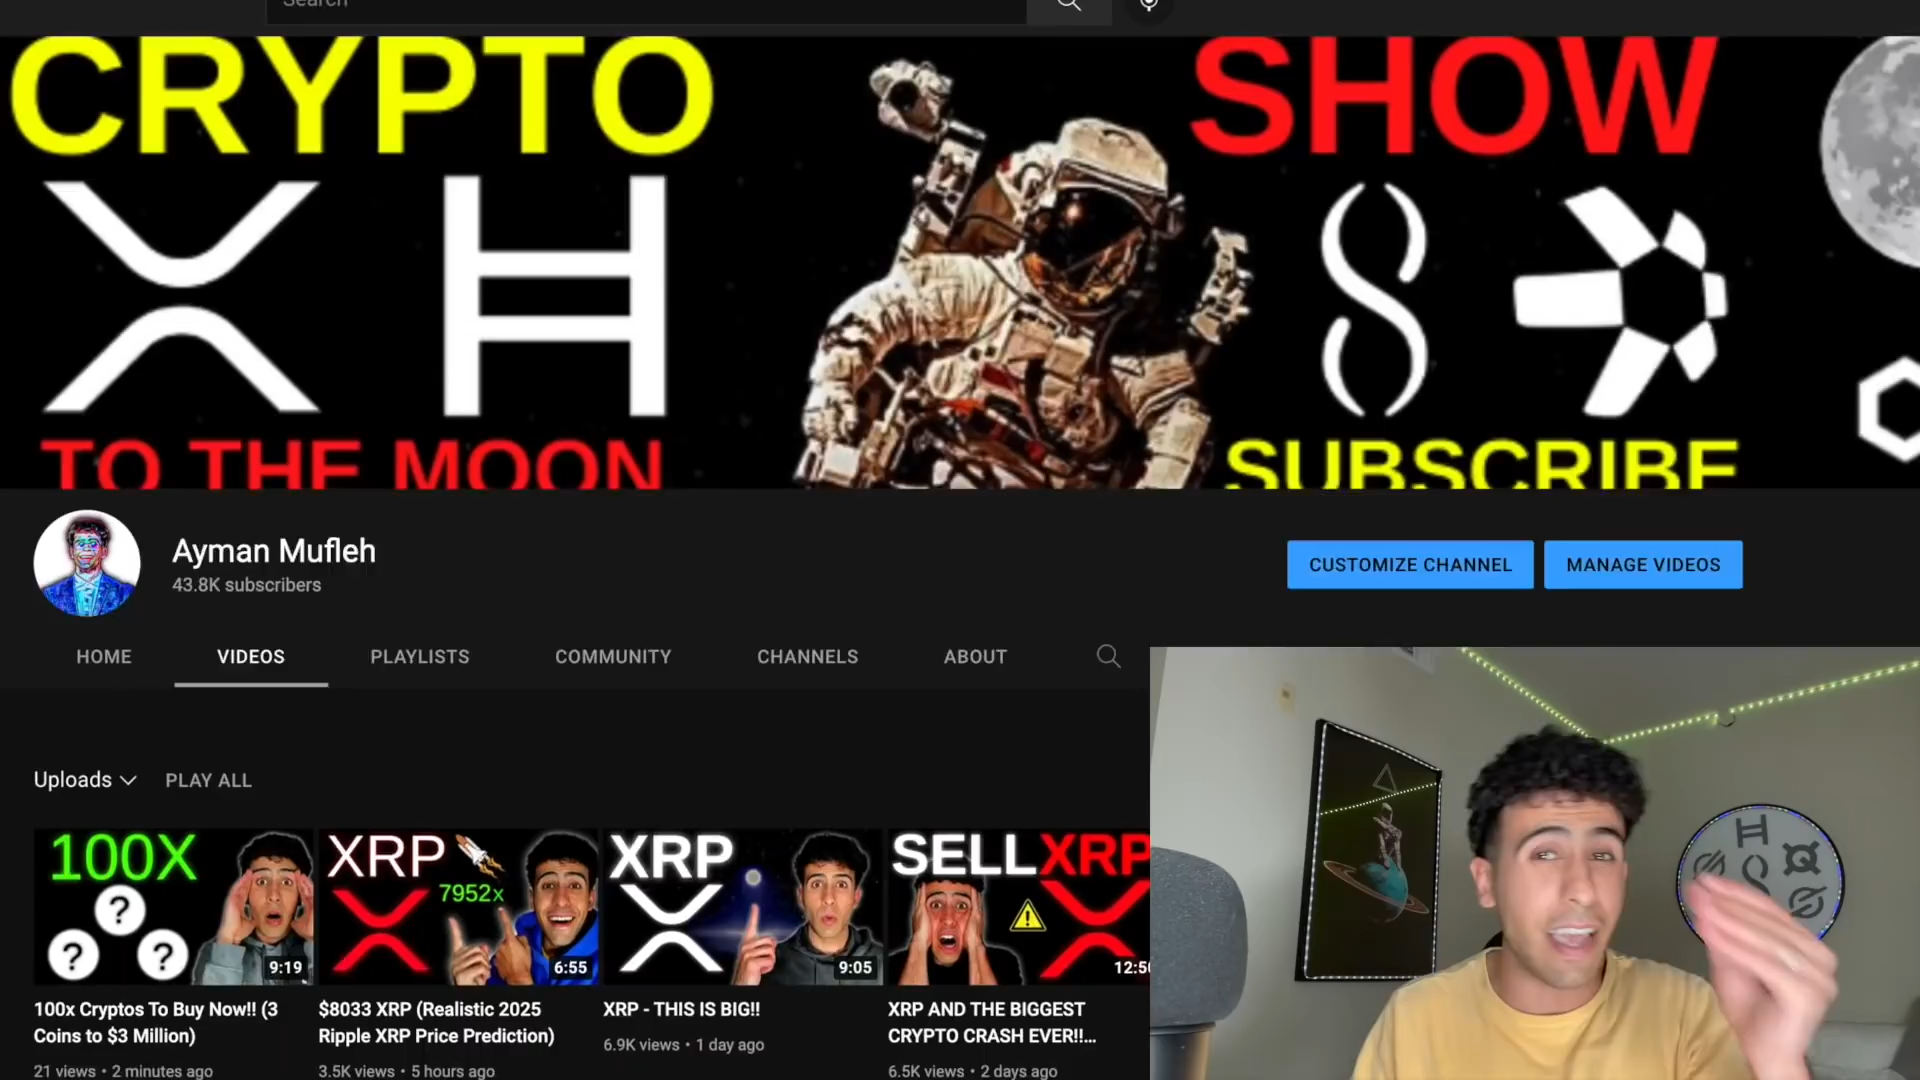 Search
CRYPTO
SHOW
TO THE MOON
SUBSCRIBE
Ayman Mufleh
43.8K subscribers
CUSTOMIZE CHANNEL
MANAGE VIDEOS
HOME
VIDEOS
PLAYLISTS
COMMUNITY
CHANNELS
ABOUT
Uploads
PLAY ALL
100X
? ? ?
9:19
XRP
7952x
6:55
XRP
9:05
SELL XRP
12:50
100x Cryptos To Buy Now!! (3
Coins to $3 Million)
21 views • 2 minutes ago
$8033 XRP (Realistic 2025
Ripple XRP Price Prediction)
3.5K views • 5 hours ago
XRP - THIS IS BIG!!
6.9K views • 1 day ago
XRP AND THE BIGGEST
CRYPTO CRASH EVER!!...
6.5K views • 2 days ago